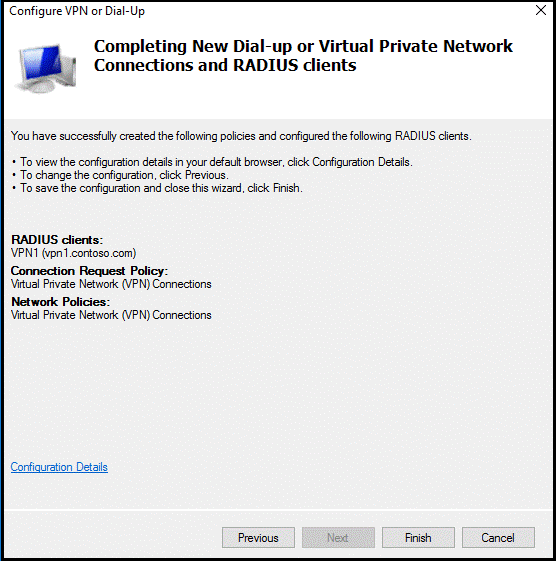 Configure VPN or Dial-Up
Completing New Dial-up or Virtual Private Network
Connections and RADIUS clients
You have successfully created the following policies and configured the following RADIUS clients.
• To view the configuration details in your default browser, click Configuration Details.
• To change the configuration, click Previous.
• To save the configuration and close this wizard, click Finish.
RADIUS clients:
VPN1 (vpn1.contoso.com)
Connection Request Policy:
Virtual Private Network (VPN) Connections
Network Policies:
Virtual Private Network (VPN) Connections
Configuration Details
Previous Next Finish Cancel